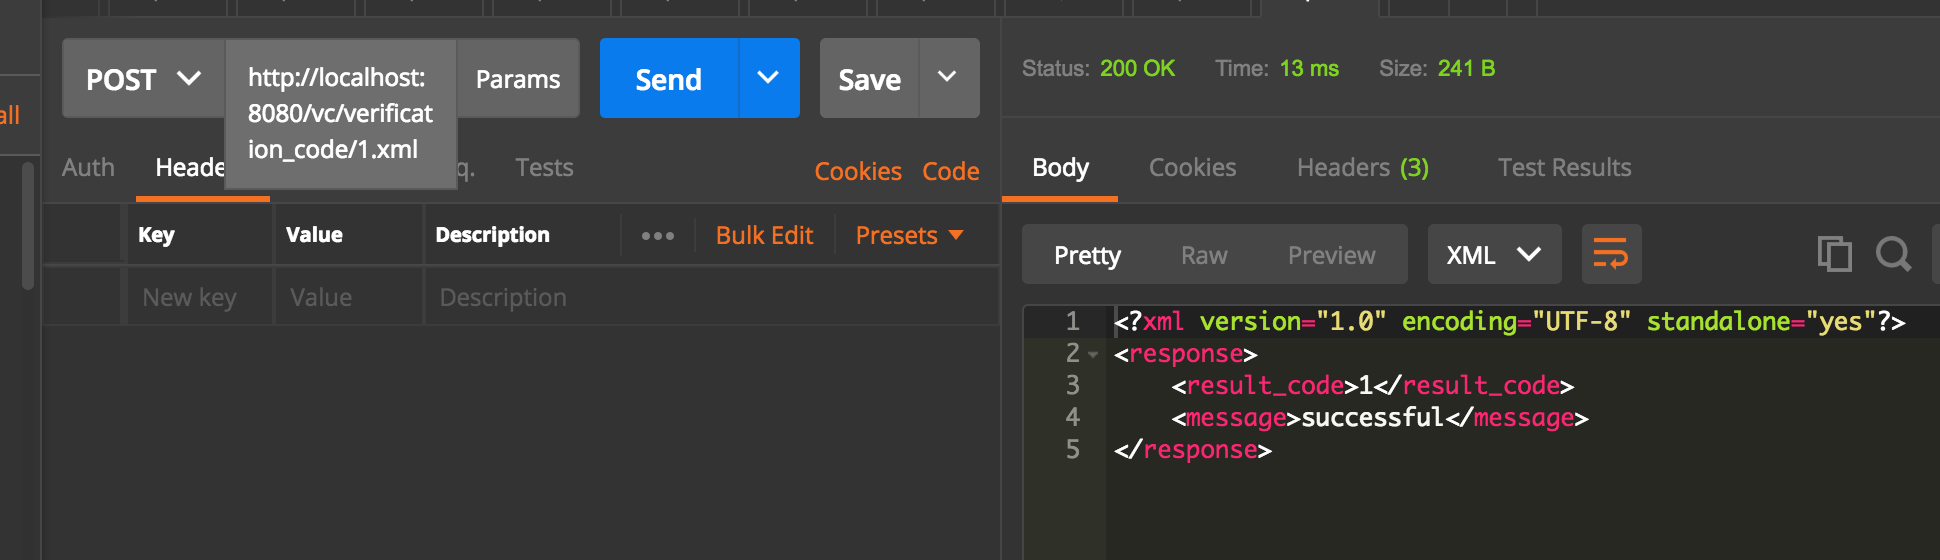 POST
http://localhost:
8080/vc/verificat
ion_code/1.xml
Params
Send
Save
all
Auth
Heade
q.
Tests
Cookies
Code
Key
Value
Description
•••
Bulk Edit
Presets
New key
Value
Description
Status: 200 OK
Time: 13 ms
Size: 241 B
Body
Cookies
Headers (3)
Test Results
Pretty
Raw
Preview
XML
1 <?xml version="1.0" encoding="UTF-8" standalone="yes"?>
2 <response>
3 <result_code>1</result_code>
4 <message>successful</message>
5 </response>